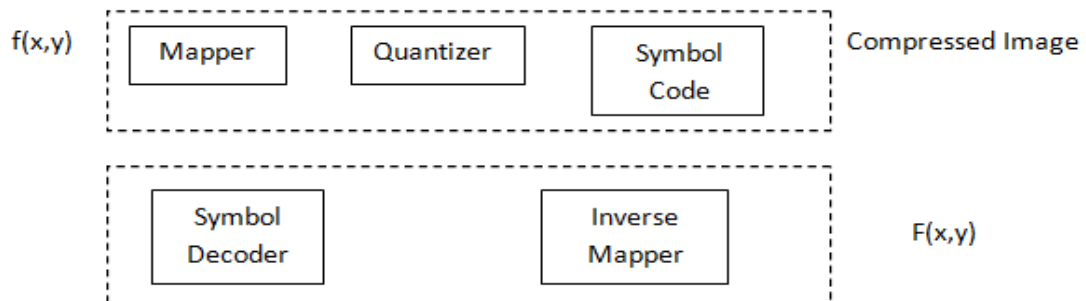 f(x,y)
Mapper
Quantizer
Symbol
Code
Compressed Image
Symbol
Decoder
Inverse
Mapper
F(x,y)